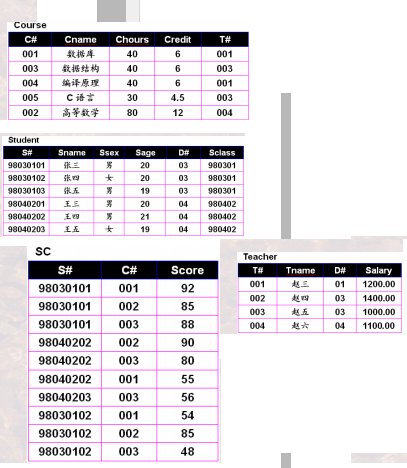 Course
C# Cname Chours Credit T#
001 数据库 40 6 001
003 数据结构 40 6 003
004 编译原理 40 6 001
005 C 语言 30 4.5 003
002 高等数学 80 12 004
Student
S# Sname Ssex Sage D# Sclass
98030101 张三 男 20 03 980301
98030102 张四 女 20 03 980301
98030103 张五 男 19 03 980301
98040201 王三 男 20 04 980402
98040202 王四 男 21 04 980402
98040203 王五 女 19 04 980402
SC
S# C# Score
98030101 001 92
98030101 002 85
98030101 003 88
98040202 002 90
98040202 003 80
98040202 001 55
98040203 003 56
98030102 001 54
98030102 002 85
98030102 003 48
Teacher
T# Tname D# Salary
001 赵三 01 1200.00
002 赵四 03 1400.00
003 赵五 03 1000.00
004 赵六 04 1100.00